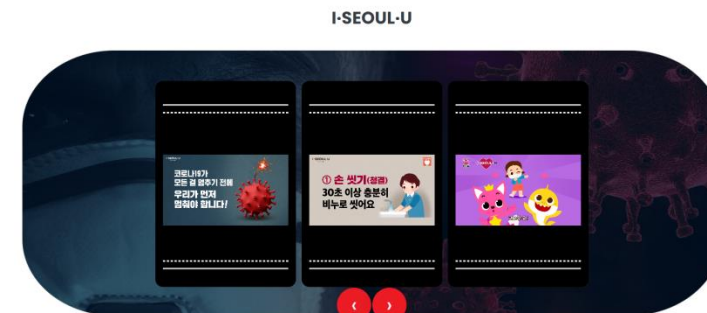 I·SEOUL·U
코로나19가
모든 걸 멈추기 전에
우리가 먼저
멈춰야 합니다!
① 손 씻기(청결)
30초 이상 충분히
비누로 씻어요